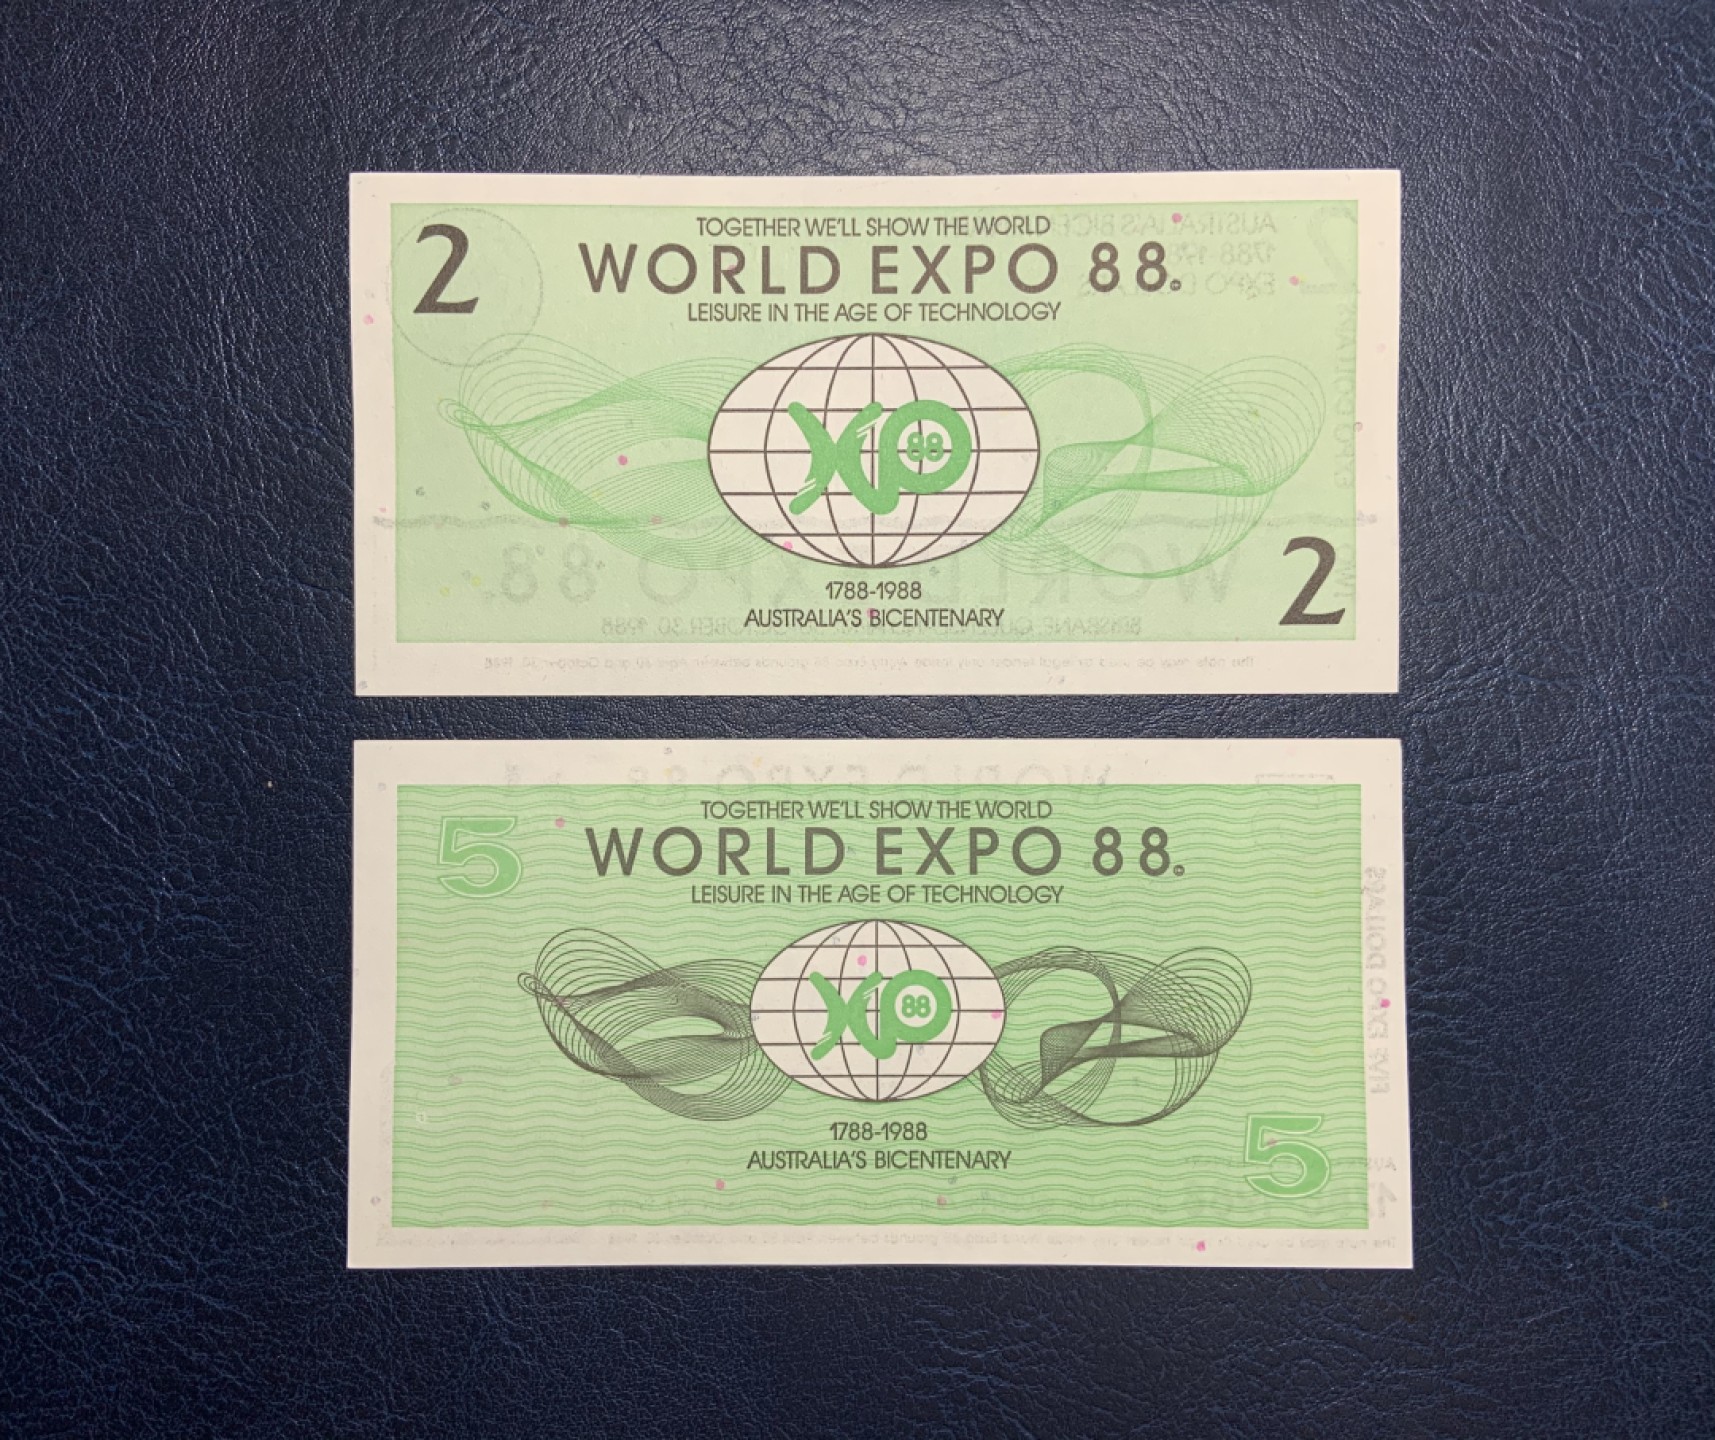 2
TOGETHER WE'LL SHOW THE WORLD
WORLD EXPO 88.
LEISURE IN THE AGE OF TECHNOLOGY
XPO
88
1788-1988
AUSTRALIA'S BICENTENARY
2
5
TOGETHER WE'LL SHOW THE WORLD
WORLD EXPO 88.
LEISURE IN THE AGE OF TECHNOLOGY
XPO
88
1788-1988
AUSTRALIA'S BICENTENARY
5